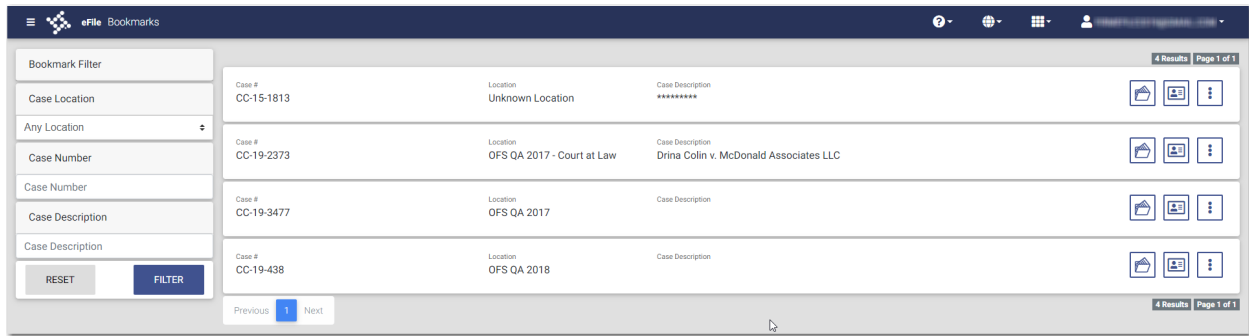 eFile Bookmarks
Bookmark Filter
Case Location
Any Location
Case Number
Case Number
Case Description
Case Description
RESET FILTER
4 Results Page 1 of 1
Case # Location Case Description
CC-15-1813 Unknown Location *********
Case # Location Case Description
CC-19-2373 OFS QA 2017 - Court at Law Drina Colin v. McDonald Associates LLC
Case # Location Case Description
CC-19-3477 OFS QA 2017
Case # Location Case Description
CC-19-438 OFS QA 2018
Previous 1 Next
4 Results Page 1 of 1